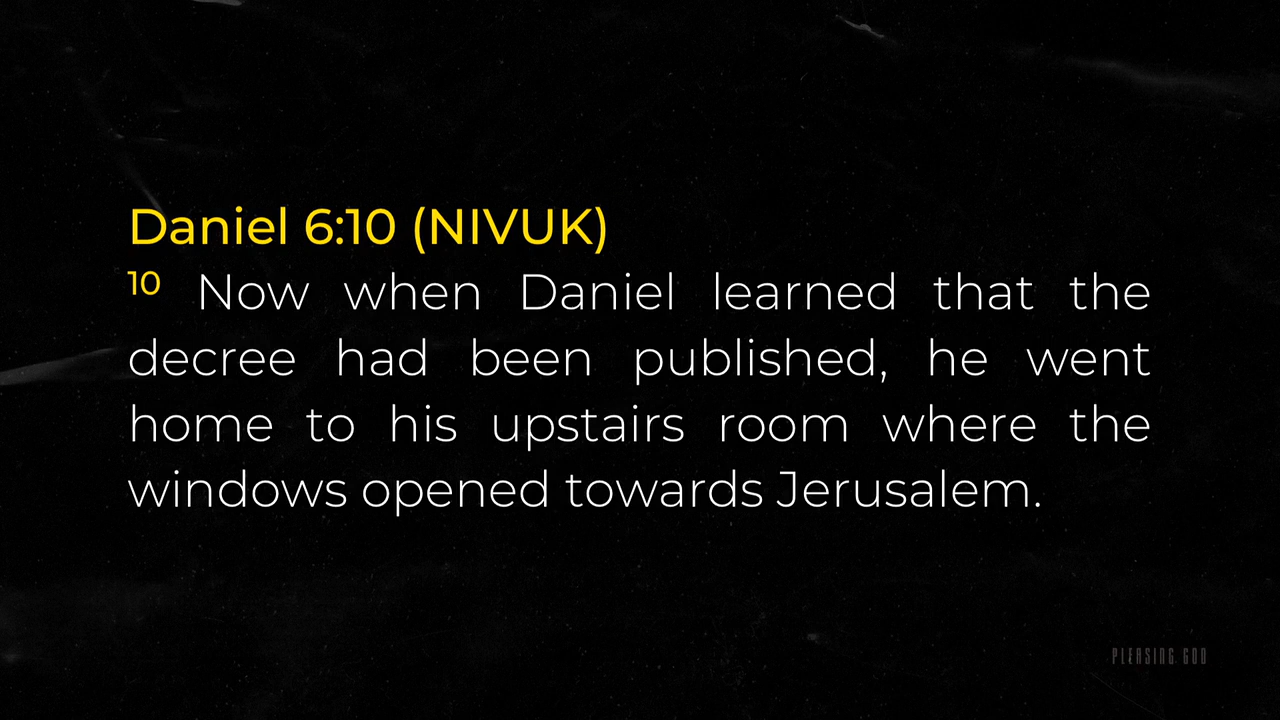 Daniel 6:10 (NIVUK)
10 Now when Daniel learned that the
decree had been published, he went
home to his upstairs room where the
windows opened towards Jerusalem.
PLEASING GOD